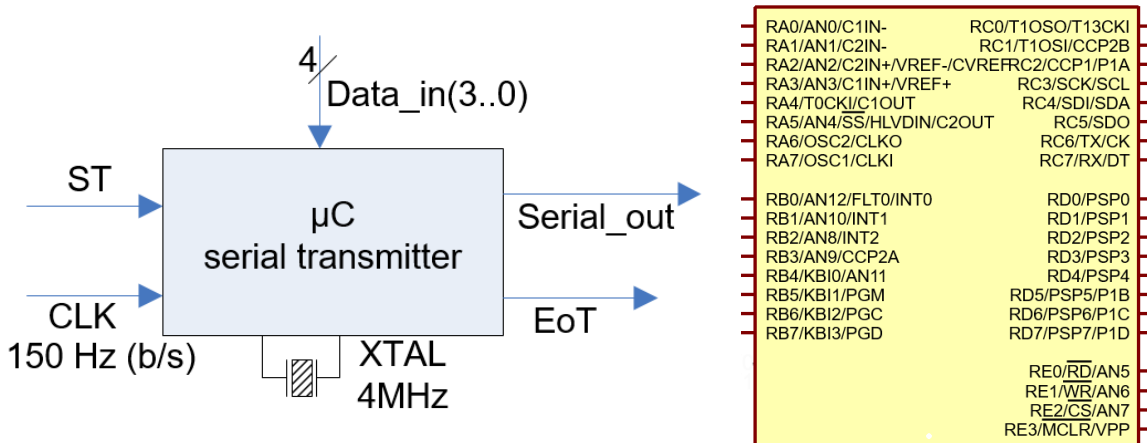 4
Data_in(3..0)
ST
µC
serial transmitter
Serial_out
CLK
150 Hz (b/s)
EoT
XTAL
4MHz
RA0/AN0/C1IN-
RA1/AN1/C2IN-
RA2/AN2/C2IN+/VREF-/CVREF
RA3/AN3/C1IN+/VREF+
RA4/T0CKI/C1OUT
RA5/AN4/SS/HLVDIN/C2OUT
RA6/OSC2/CLKO
RA7/OSC1/CLKI
RB0/AN12/FLT0/INT0
RB1/AN10/INT1
RB2/AN8/INT2
RB3/AN9/CCP2A
RB4/KBI0/AN11
RB5/KBI1/PGM
RB6/KBI2/PGC
RB7/KBI3/PGD
RC0/T1OSO/T13CKI
RC1/T1OSI/CCP2B
RC2/CCP1/P1A
RC3/SCK/SCL
RC4/SDI/SDA
RC5/SDO
RC6/TX/CK
RC7/RX/DT
RD0/PSP0
RD1/PSP1
RD2/PSP2
RD3/PSP3
RD4/PSP4
RD5/PSP5/P1B
RD6/PSP6/P1C
RD7/PSP7/P1D
RE0/RD/AN5
RE1/WR/AN6
RE2/CS/AN7
RE3/MCLR/VPP